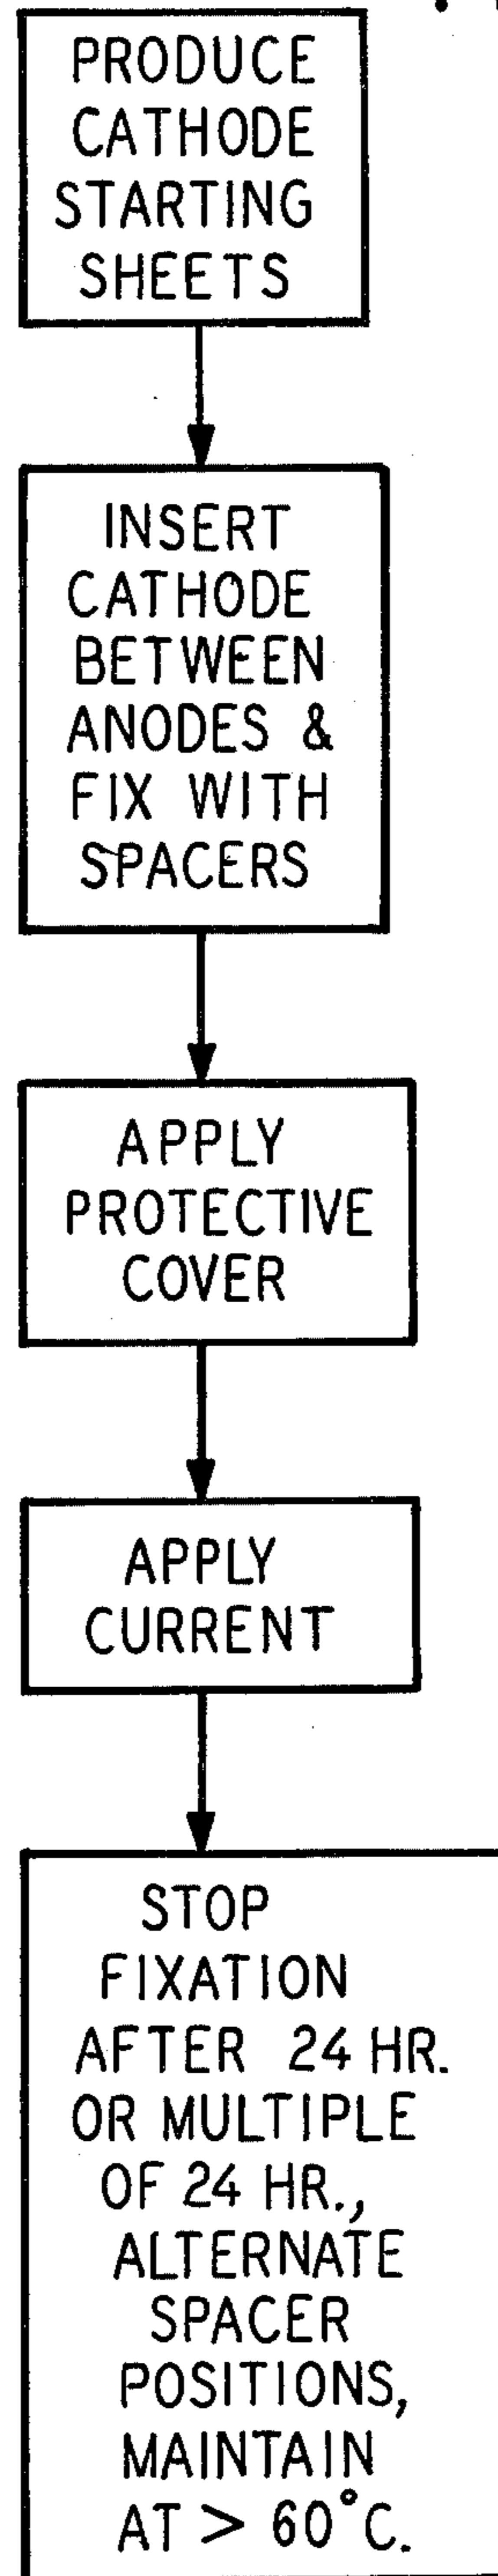 PRODUCE
CATHODE
STARTING
SHEETS
INSERT
CATHODE
BETWEEN
ANODES &
FIX WITH
SPACERS
APPLY
PROTECTIVE
COVER
APPLY
CURRENT
STOP
FIXATION
AFTER 24 HR.
OR MULTIPLE
OF 24 HR.,
ALTERNATE
SPACER
POSITIONS,
MAINTAIN
AT > 60°C.